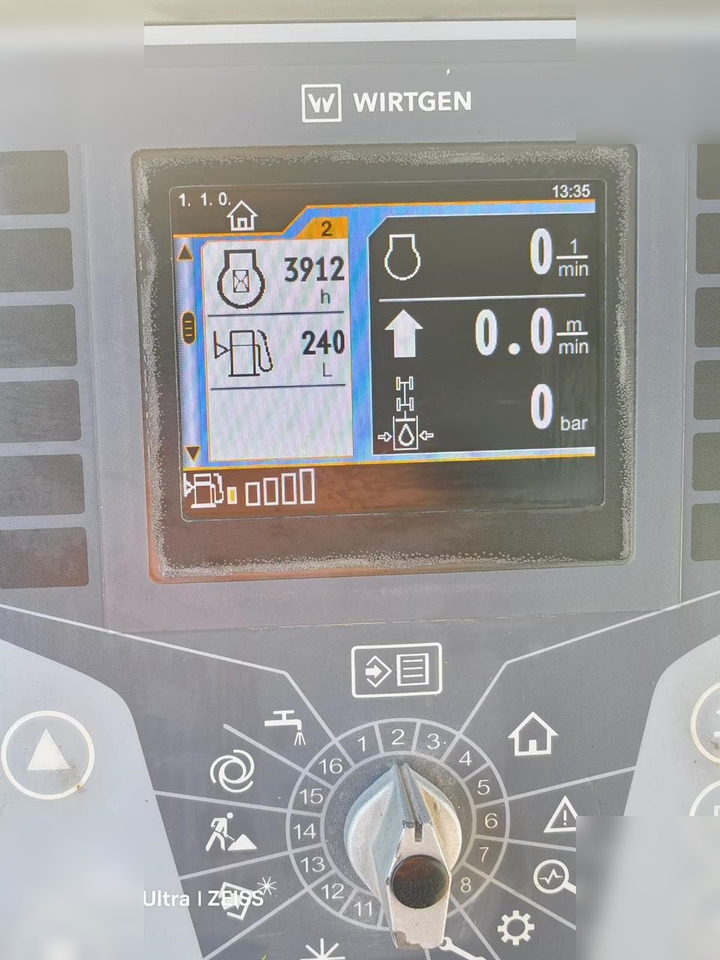 WIRTGEN
1. 1.0.
13:35
2
3912
h
0 1/min
240
L
0.0 m/min
0 bar
1 2 3
4
5
6
7
8
11
12
13
14
15
16
Ultra | ZEISS